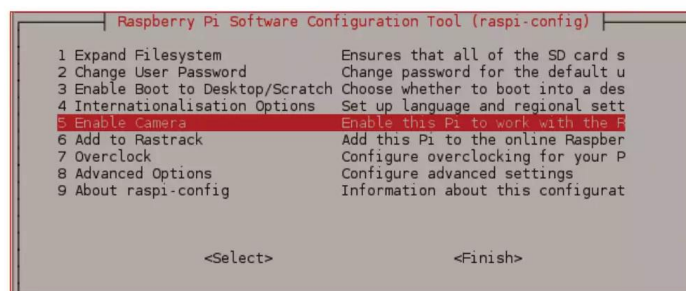 Raspberry Pi Software Configuration Tool (raspi-config)
1 Expand Filesystem Ensures that all of the SD card s
2 Change User Password Change password for the default u
3 Enable Boot to Desktop/Scratch Choose whether to boot into a des
4 Internationalisation Options Set up language and regional sett
5 Enable Camera Enable this Pi to work with the R
6 Add to Rastrack Add this Pi to the online Raspber
7 Overclock Configure overclocking for your P
8 Advanced Options Configure advanced settings
9 About raspi-config Information about this configurat
<Select> <Finish>